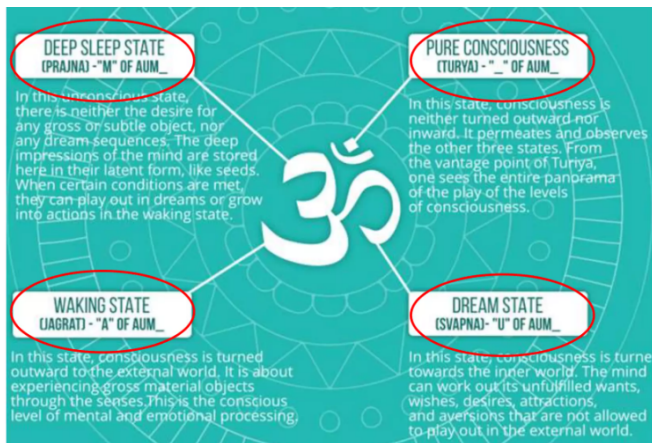 DEEP SLEEP STATE
(PRAJNA) -"M" OF AUM_
In this unconscious state,
there is neither the desire for
any gross or subtle object, nor
any dream sequences. The deep
impressions of the mind are stored
here in their latent form, like seeds.
When certain conditions are met,
they can play out in dreams or grow
into actions in the waking state.
PURE CONSCIOUSNESS
(TURYA) - "_" OF AUM_
In this state, consciousness is
neither turned outward nor
inward. It permeates and observes
the other three states. From
the vantage point of Turiya,
one sees the entire panorama
of the play of the levels
of consciousness.
ॐ
WAKING STATE
(JAGRAT) - "A" OF AUM_
In this state, consciousness is turned
outward to the external world. It is about
experiencing gross material objects
through the senses.This is the conscious
level of mental and emotional processing.
DREAM STATE
(SVAPNA)- "U" OF AUM_
In this state, consciousness is turne
towards the inner world. The mind
can work out its unfulfilled wants,
wishes, desires, attractions,
and aversions that are not allowed
to play out in the external world.